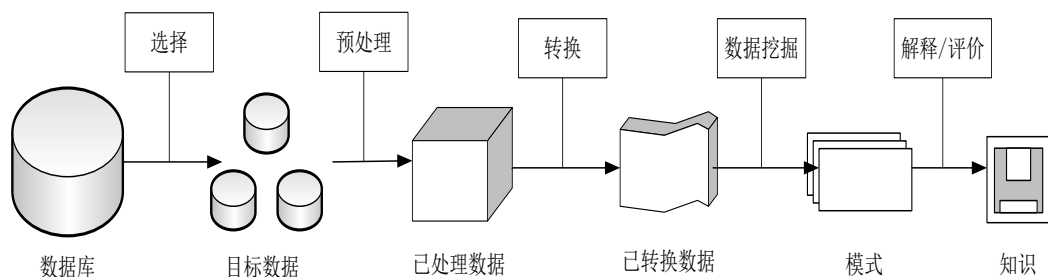 选择
预处理
转换
数据挖掘
解释/评价
数据库
目标数据
已处理数据
已转换数据
模式
知识